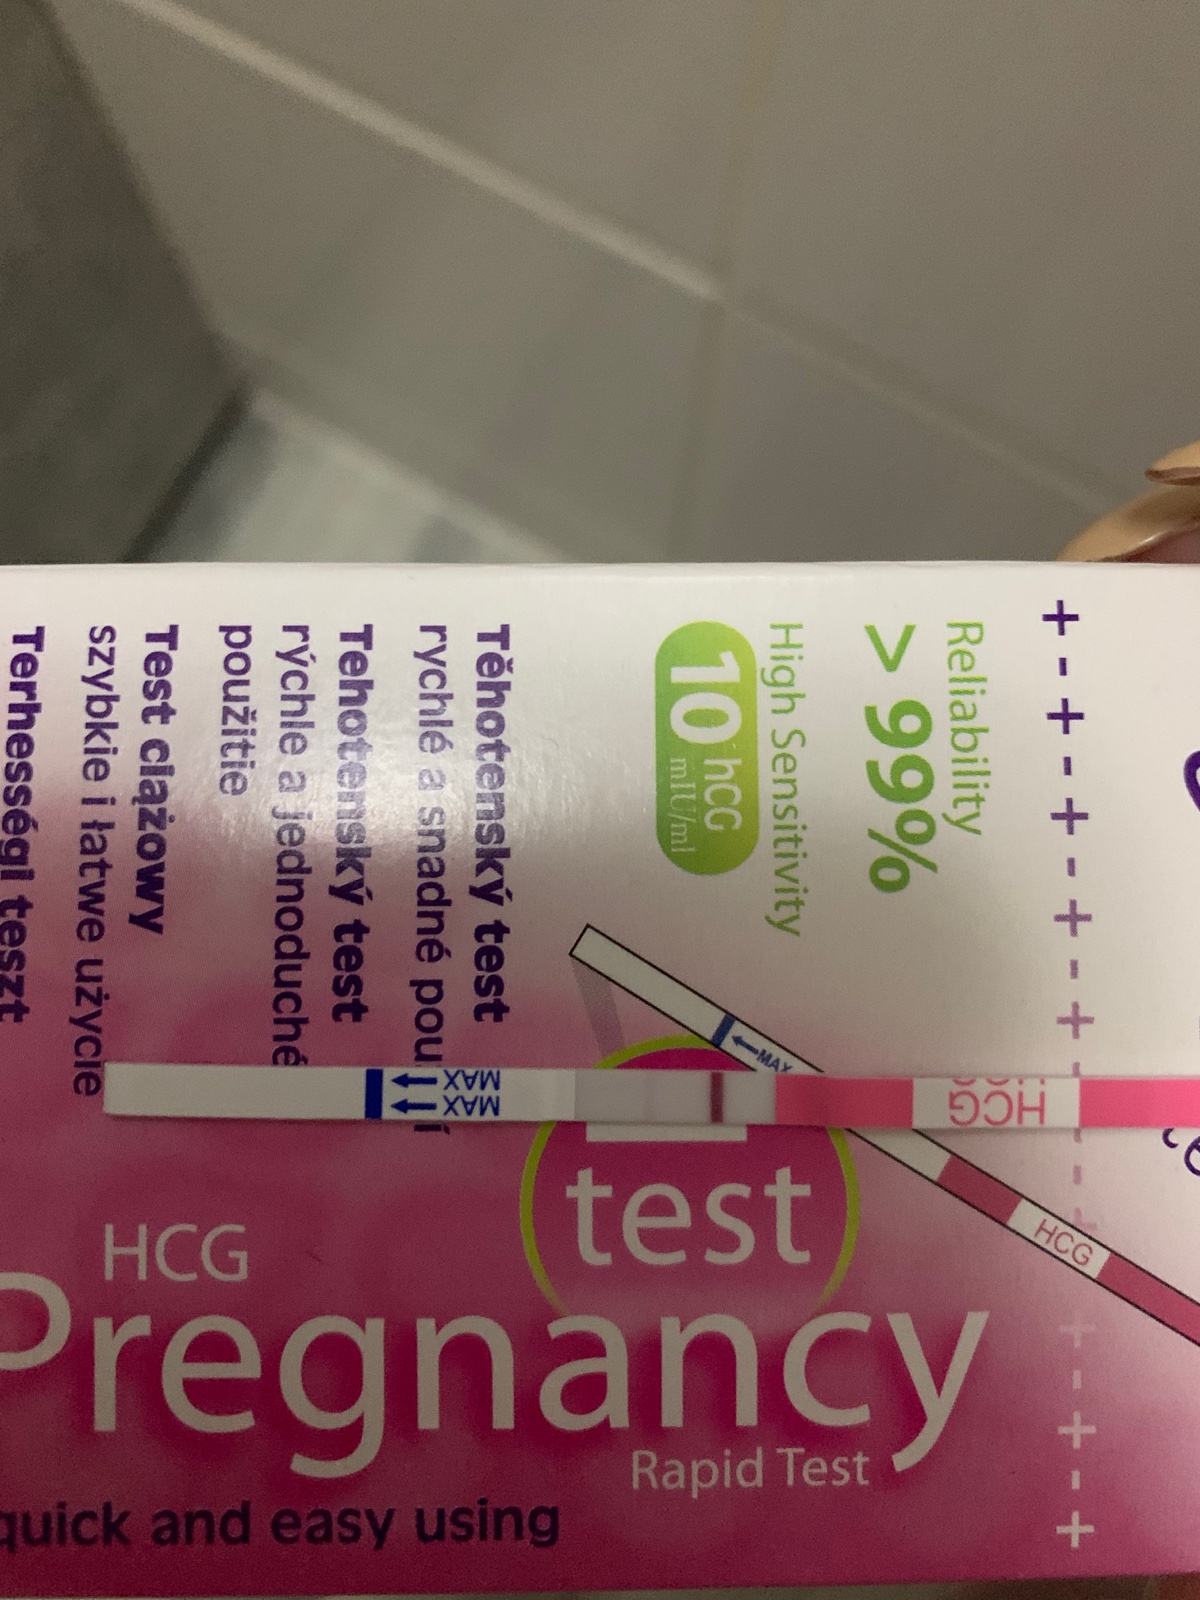 Reliability
> 99%
High Sensitivity
10 hCG
mIU/ml
Těhotenský test
rychlé a snadné pou í
Tehotenský test
rýchle a jednoduché
použitie
Test ciążowy
szybkie i łatwe użycie
Terhességi teszt
MAX
MAX
MAX
HCG
HCG
test
HCG
Pregnancy
Rapid Test
quick and easy using